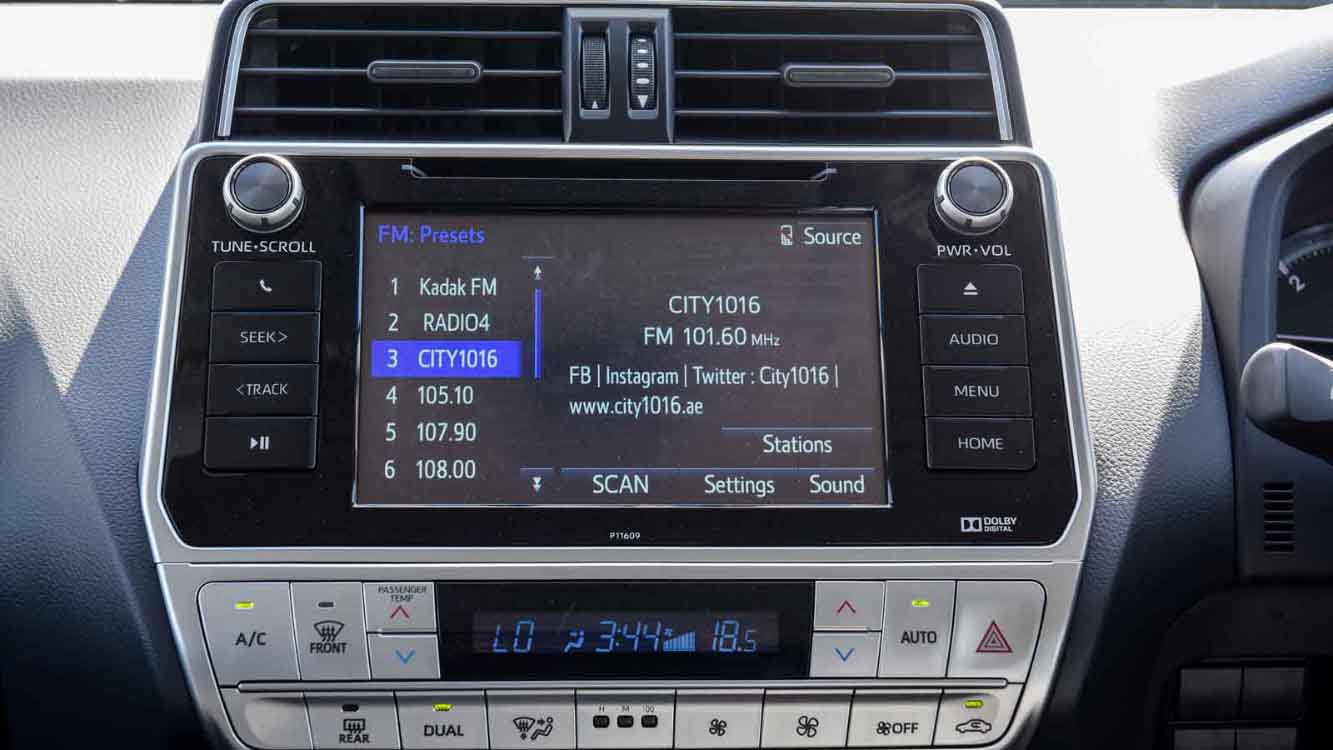 TUNE•SCROLL
SEEK>
<TRACK
FM: Presets
Source
1 Kadak FM
2 RADIO4
3 CITY1016
4 105.10
5 107.90
6 108.00
CITY1016
FM 101.60 MHz
FB | Instagram | Twitter : City1016 |
www.city1016.ae
Stations
SCAN Settings Sound
PWR•VOL
AUDIO
MENU
HOME
P11609
DOLBY
DIGITAL
A/C
FRONT
PASSENGER
TEMP
LO 3:44 18.5
AUTO
REAR
DUAL
H M :00
OFF
2